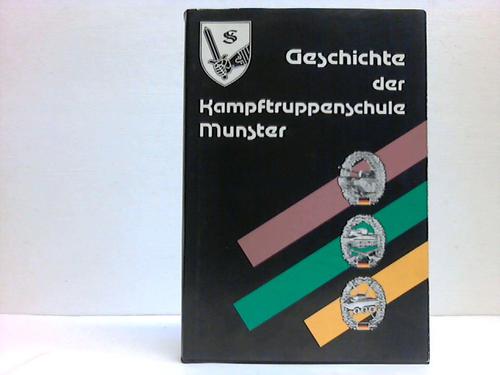 S
Geschichte
der
Kampftruppenschule
Munster